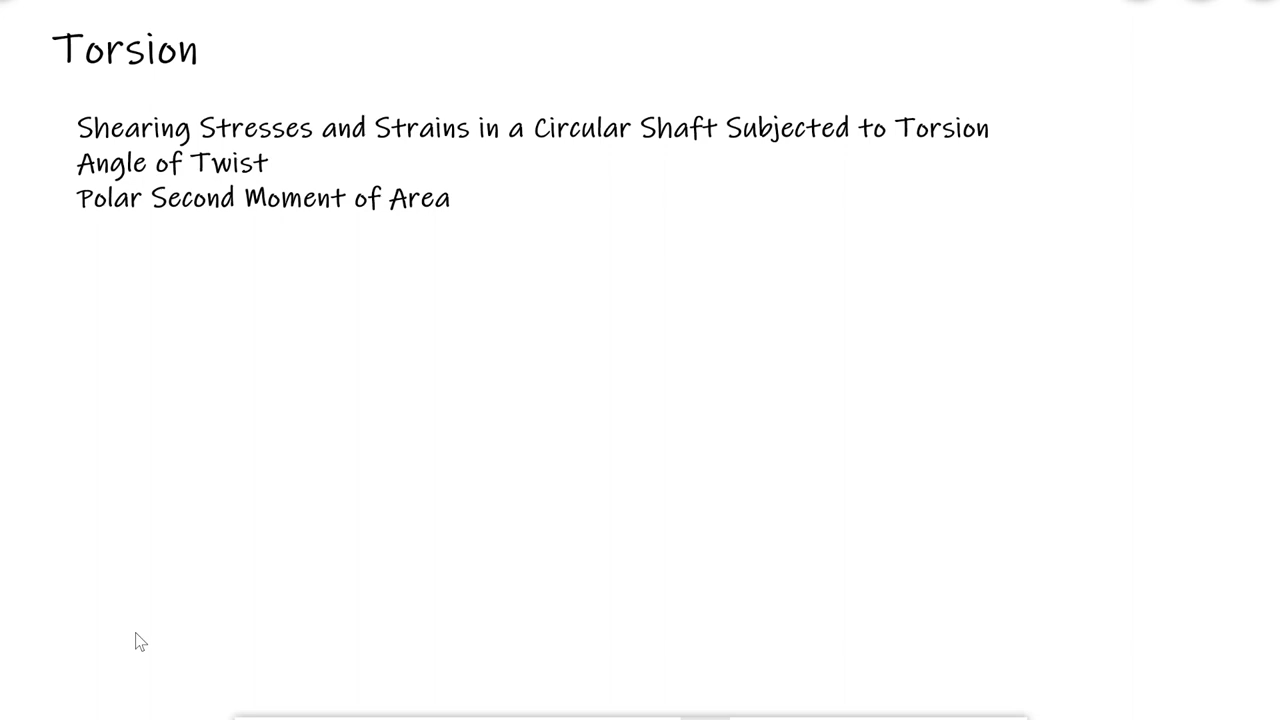 Torsion
Shearing Stresses and Strains in a Circular Shaft Subjected to Torsion
Angle of Twist
Polar Second Moment of Area